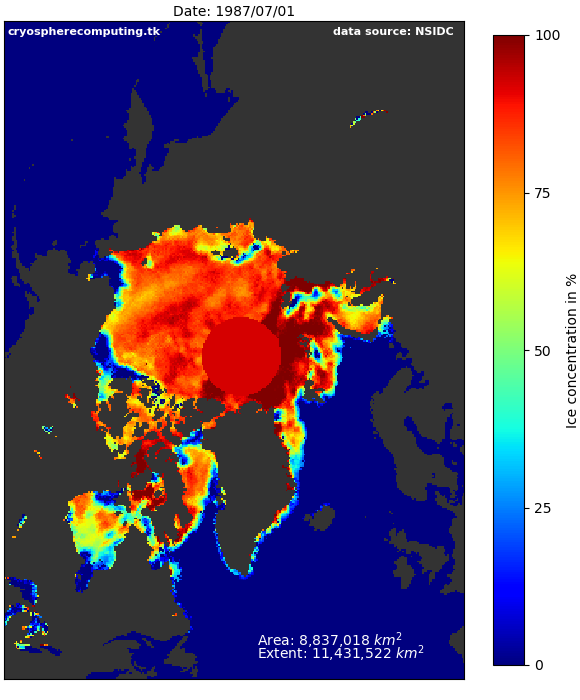 Date: 1987/07/01
cryospherecomputing.tk data source: NSIDC
100
75
50
25
0
Ice concentration in %
Area: 8,837,018 km²
Extent: 11,431,522 km²